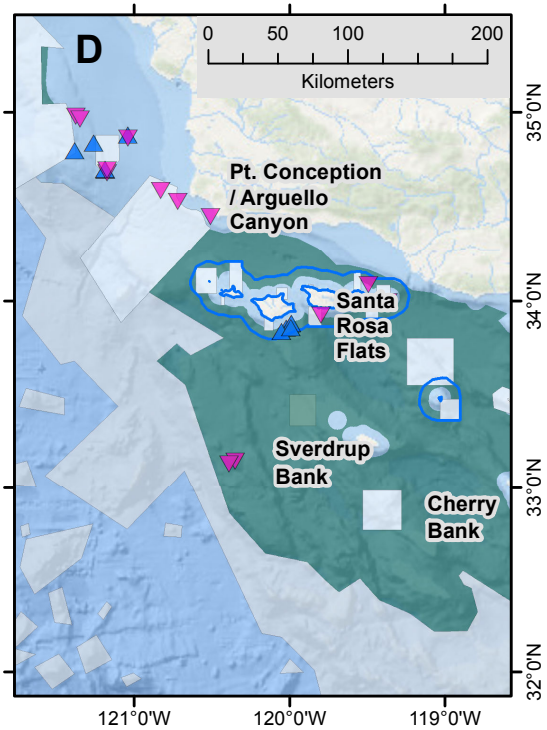 D
0 50 100 200
Kilometers
35°0'N
Pt. Conception
/ Arguello
Canyon
34°0'N
Santa
Rosa
Flats
Sverdrup
Bank
33°0'N
Cherry
Bank
32°0'N
121°0'W 120°0'W 119°0'W